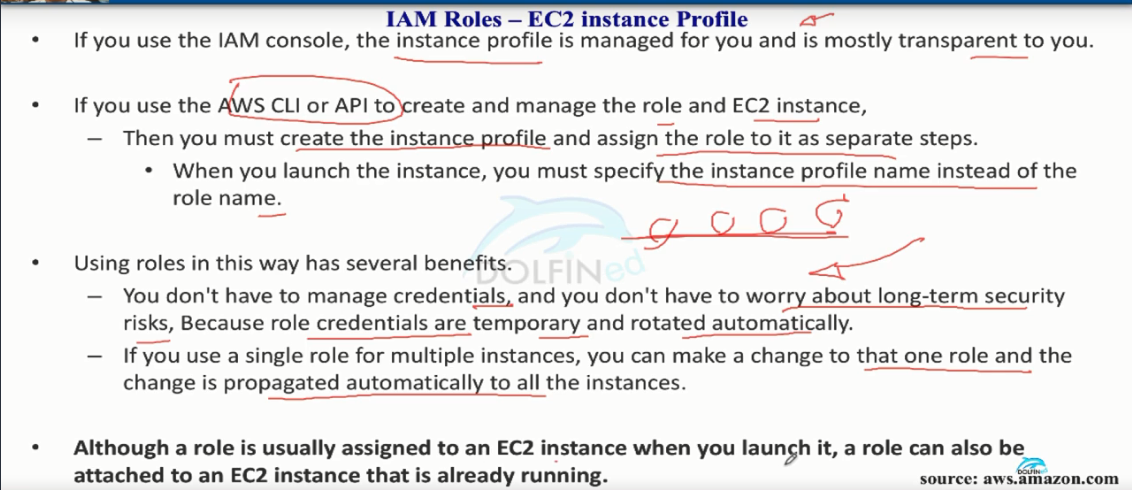 IAM Roles – EC2 instance Profile
• If you use the IAM console, the instance profile is managed for you and is mostly transparent to you.
• If you use the AWS CLI or API to create and manage the role and EC2 instance,
– Then you must create the instance profile and assign the role to it as separate steps.
• When you launch the instance, you must specify the instance profile name instead of the
role name.
DOLFINed
• Using roles in this way has several benefits.
– You don't have to manage credentials, and you don't have to worry about long-term security
risks, Because role credentials are temporary and rotated automatically.
– If you use a single role for multiple instances, you can make a change to that one role and the
change is propagated automatically to all the instances.
• Although a role is usually assigned to an EC2 instance when you launch it, a role can also be
attached to an EC2 instance that is already running.
source: aws.amazon.com